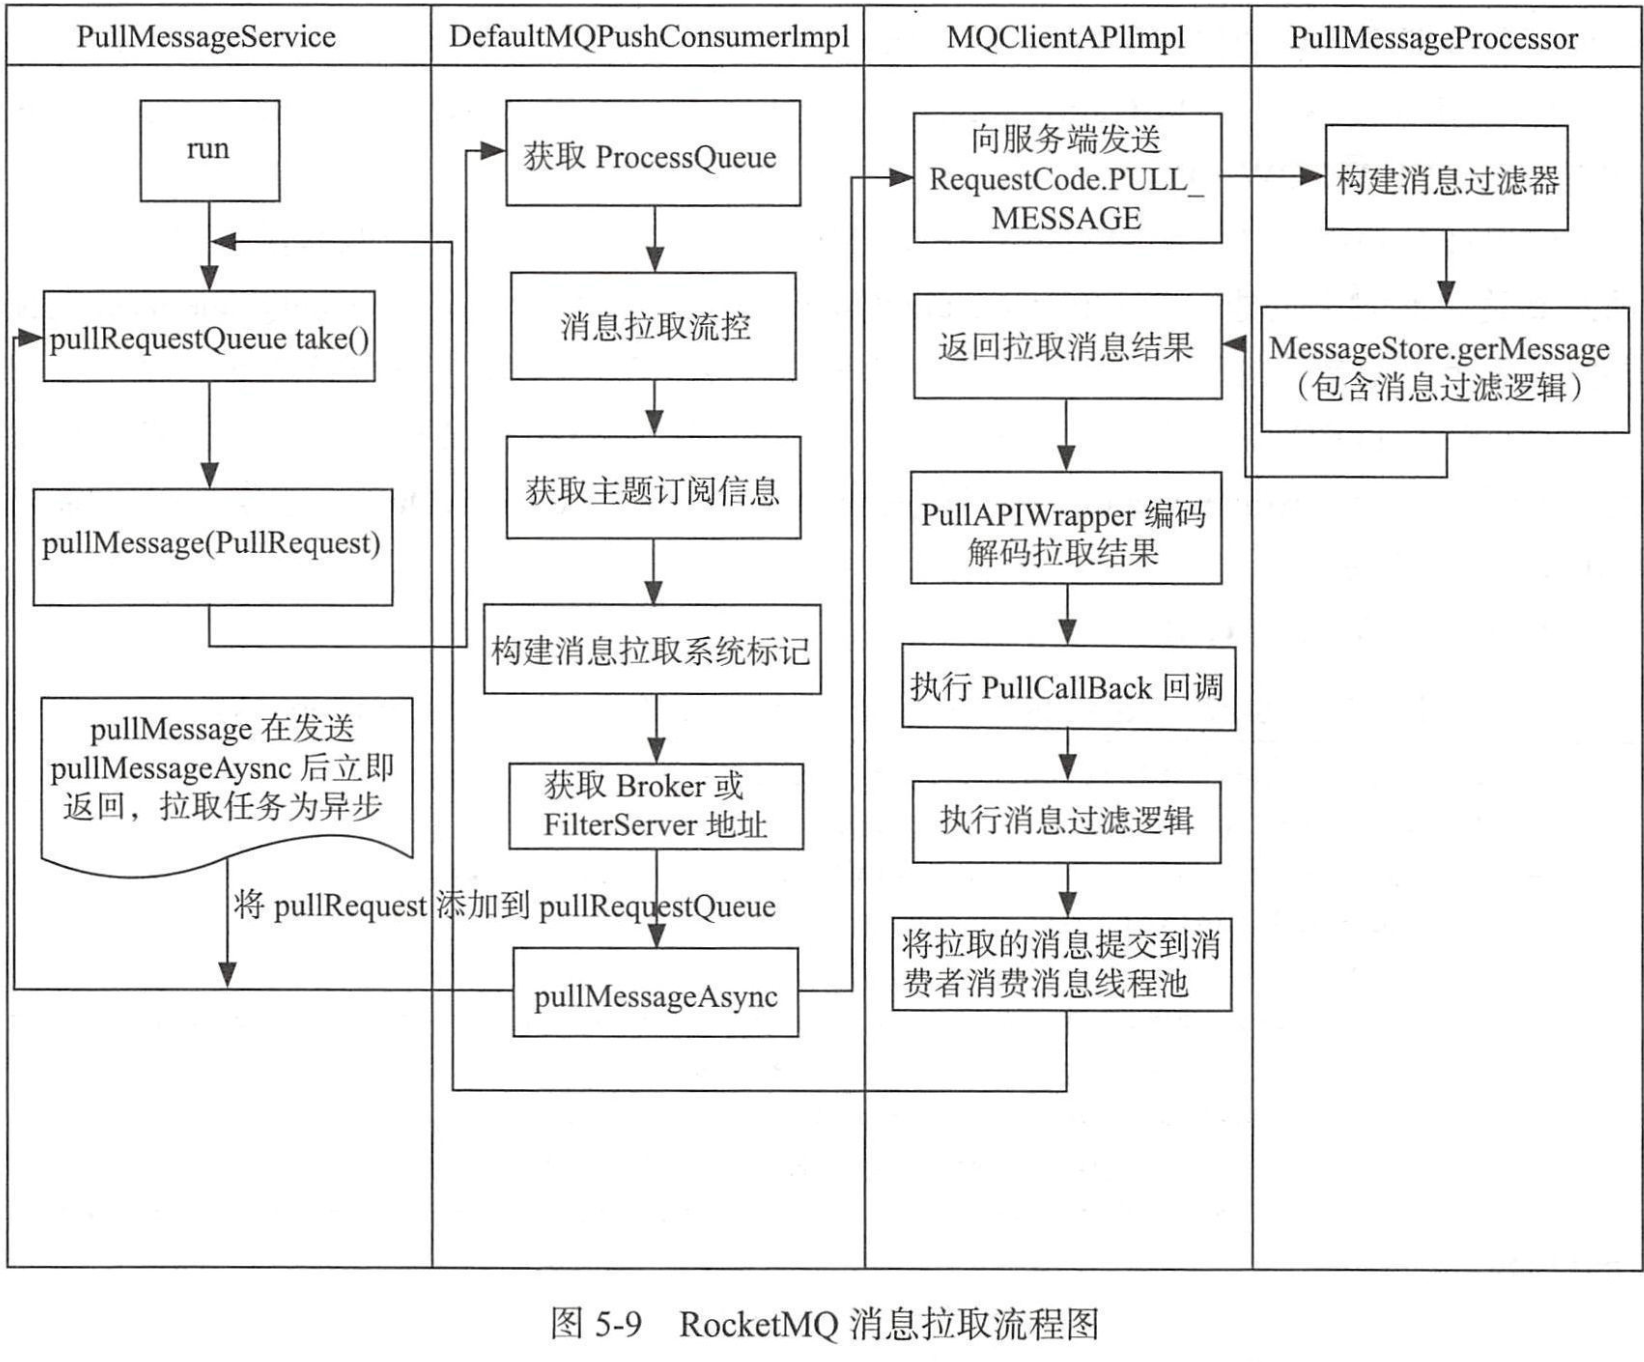 PullMessageService
DefaultMQPushConsumerlmpl
MQClientAPIlmpl
PullMessageProcessor
run
pullRequestQueue take()
pullMessage(PullRequest)
pullMessage 在发送
pullMessageAysnc 后立即
返回，拉取任务为异步
将 pullRequest 添加到 pullRequestQueue
获取 ProcessQueue
消息拉取流控
获取主题订阅信息
构建消息拉取系统标记
获取 Broker 或
FilterServer 地址
pullMessageAsync
向服务端发送
RequestCode.PULL_
MESSAGE
返回拉取消息结果
PullAPIWrapper 编码
解码拉取结果
执行 PullCallBack 回调
执行消息过滤逻辑
将拉取的消息提交到消
费者消费消息线程池
构建消息过滤器
MessageStore.gerMessage
（包含消息过滤逻辑）
图 5-9 RocketMQ 消息拉取流程图